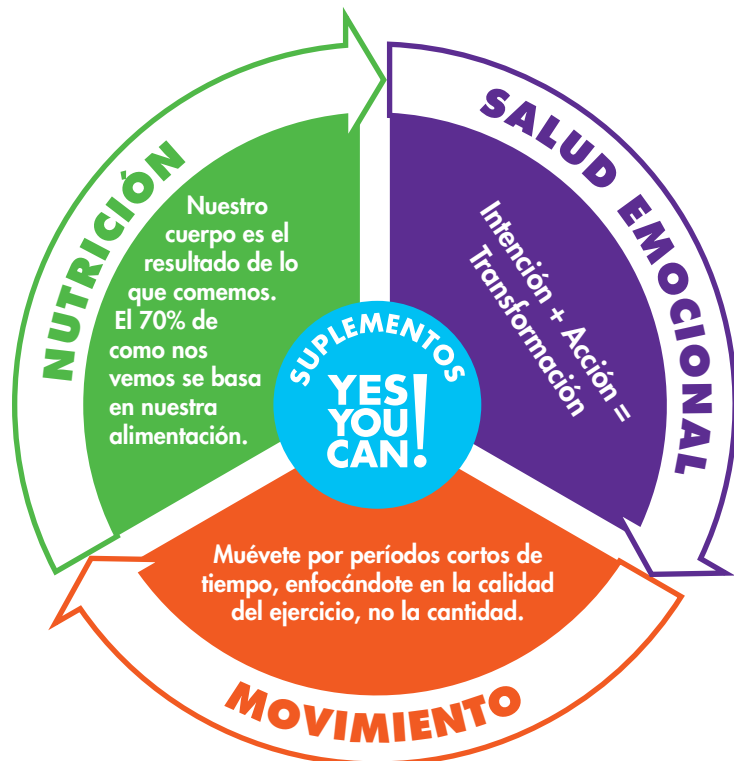 NUTRICIÓN
Nuestro
cuerpo es el
resultado de lo
que comemos.
El 70% de
como nos
vemos se basa
en nuestra
alimentación.
SALUD EMOCIONAL
Intención + Acción =
Transformación
SUPLEMENTOS
YES
YOU
CAN!
Muévete por períodos cortos de
tiempo, enfocándote en la calidad
del ejercicio, no la cantidad.
MOVIMIENTO